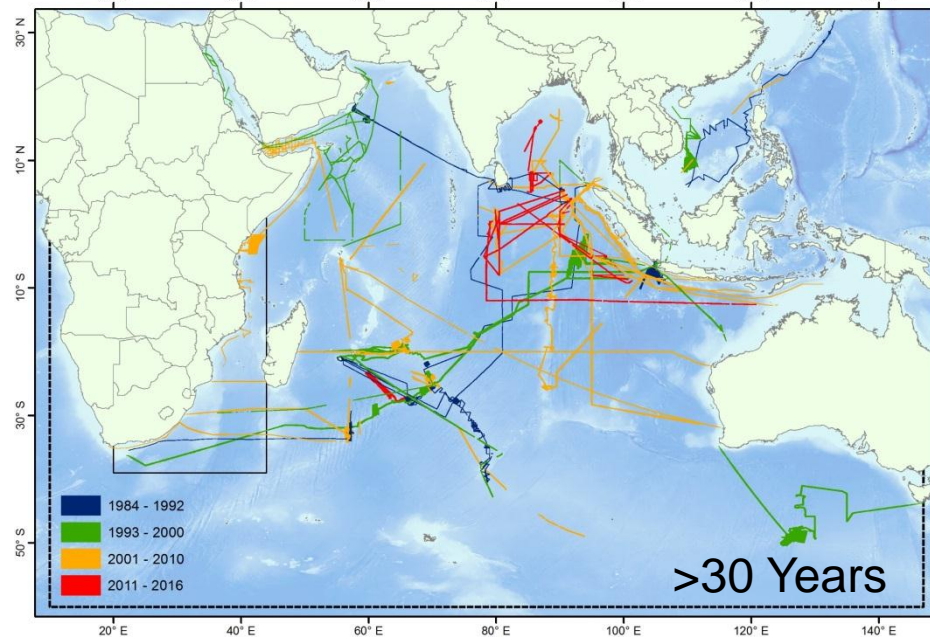 30° N
10° N
10° S
30° S
50° S
1984 - 1992
1993 - 2000
2001 - 2010
2011 - 2016
>30 Years
20° E
40° E
60° E
80° E
100° E
120° E
140° E